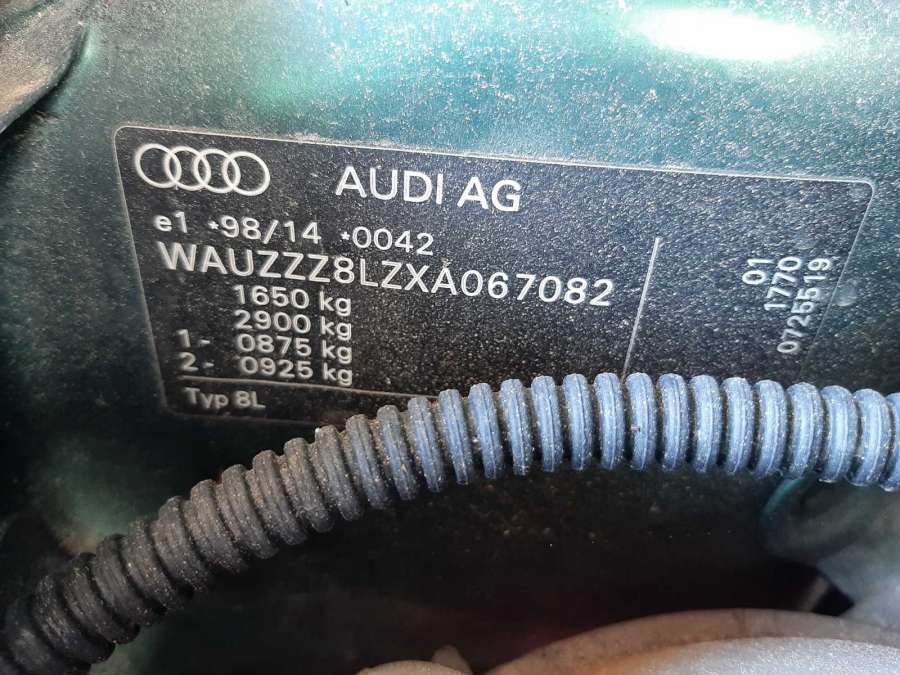 AUDI AG
e1 *98/14 *0042
WAUZZZ8LZXA067082
1650 kg
2900 kg
1- 0875 kg
2- 0925 kg
Typ 8L
01
1770
0725519